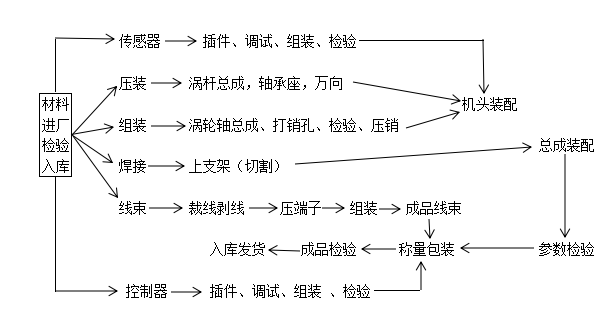 传感器 插件、调试、组装、检验
压装 涡杆总成，轴承座，万向
材料
进厂
检验
入库
机头装配
组装 涡轮轴总成、打销孔、检验、压销
总成装配
焊接 上支架（切割）
线束 裁线剥线 压端子 组装 成品线束
入库发货 成品检验 称量包装 参数检验
控制器 插件、调试、组装 、检验